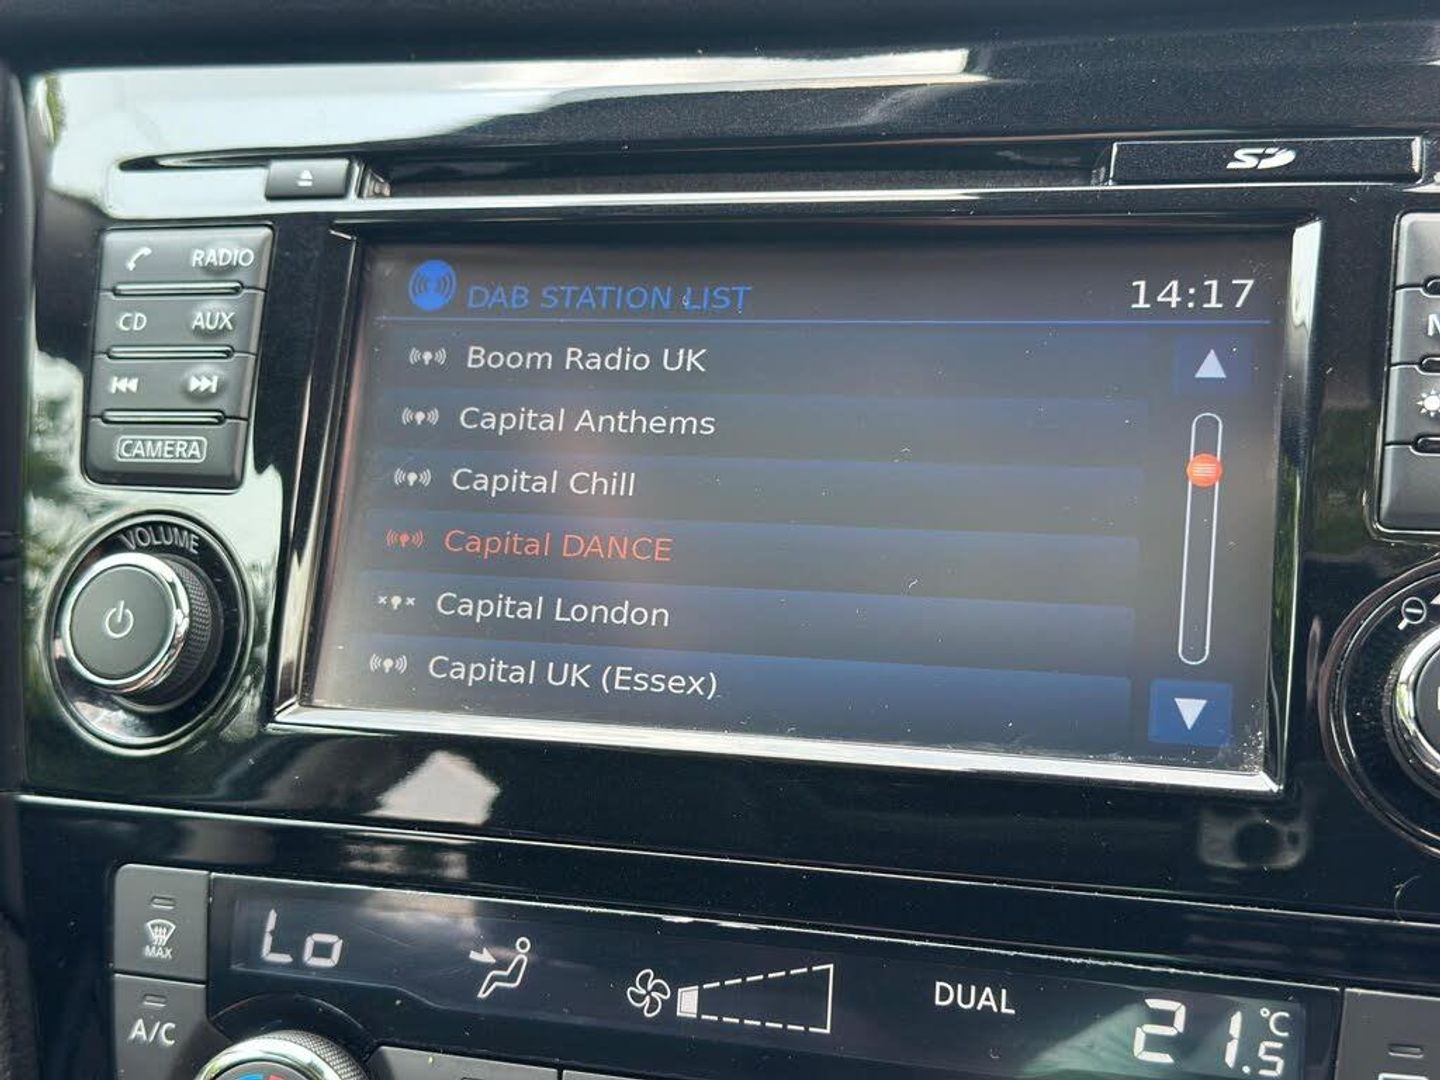 SD
RADIO
CD AUX
CAMERA
VOLUME
DAB STATION LIST 14:17
Boom Radio UK
Capital Anthems
Capital Chill
Capital DANCE
Capital London
Capital UK (Essex)
MAX
A/C
Lo
DUAL
21.5 °C